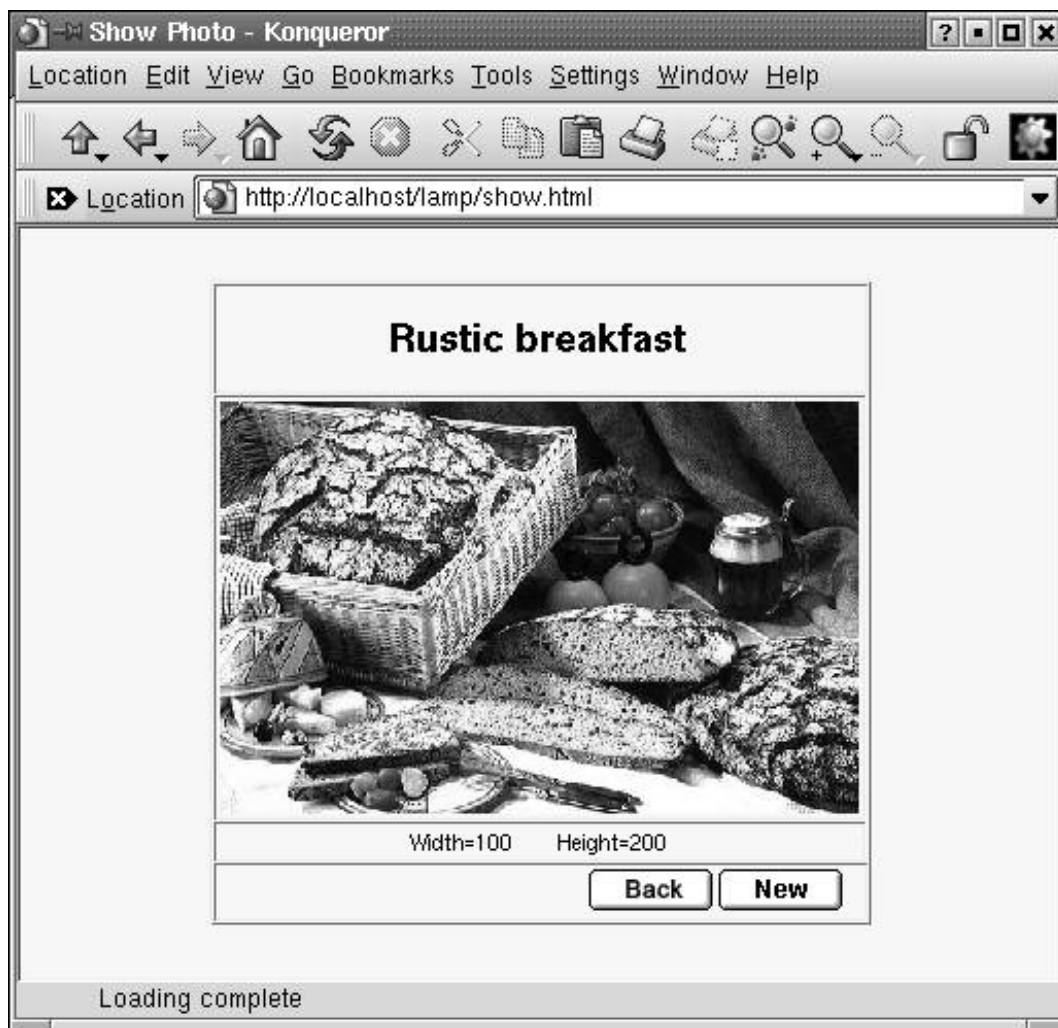 Show Photo - Konqueror
Location Edit View Go Bookmarks Tools Settings Window Help
Location http://localhost/lamp/show.html
Rustic breakfast
Width=100 Height=200
Back New
Loading complete